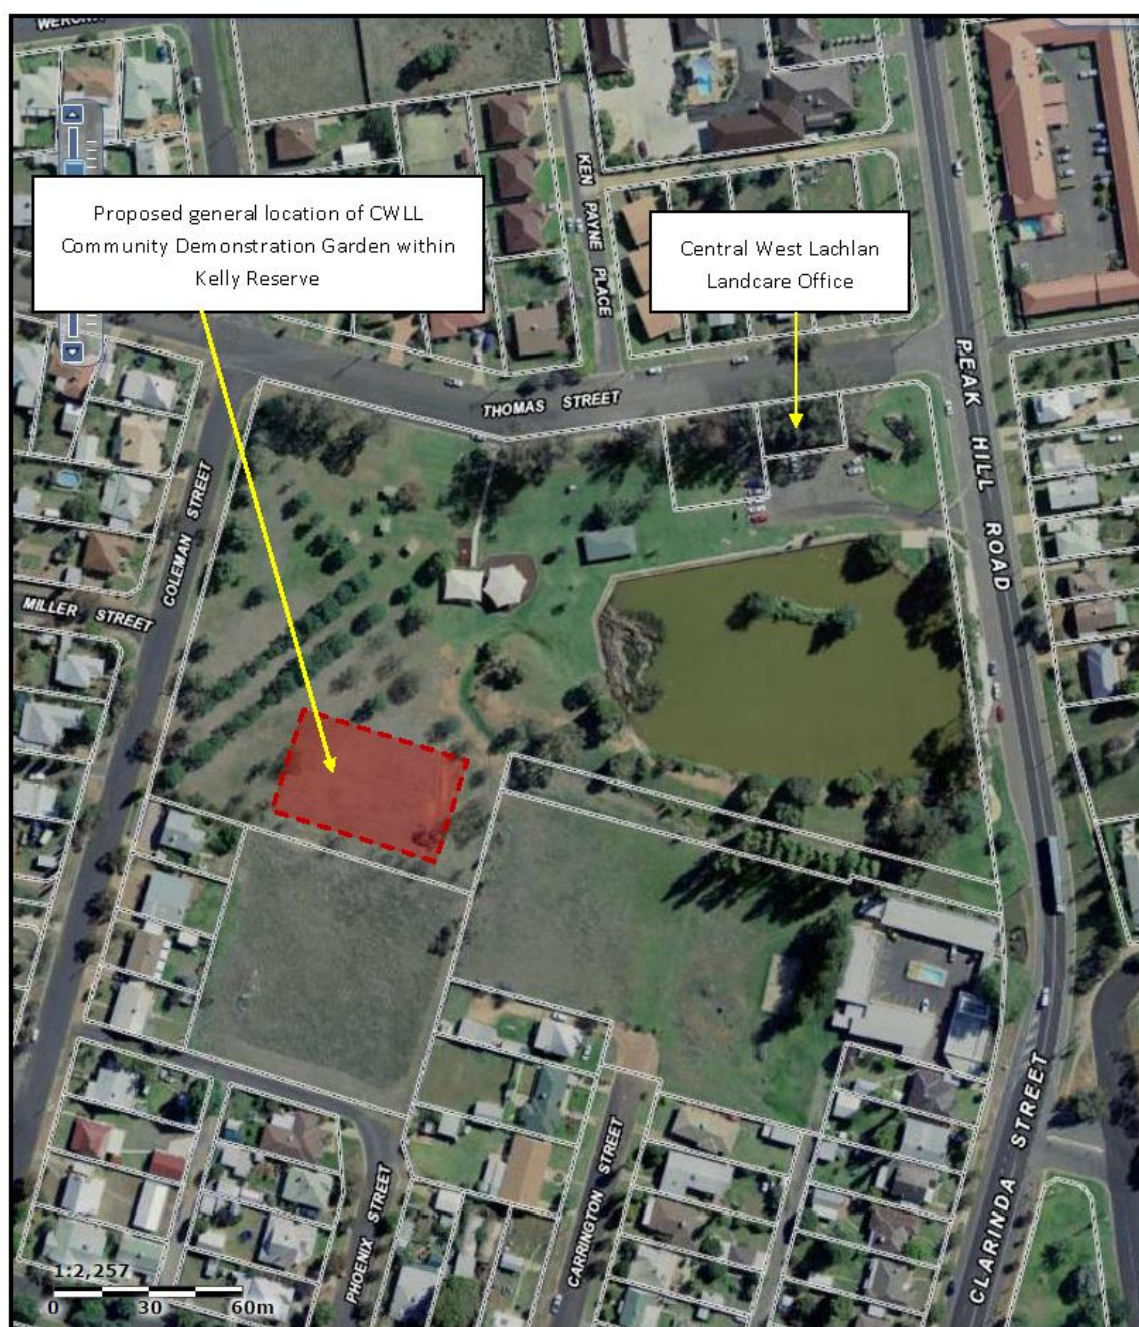 Proposed general location of CWLL
Community Demonstration Garden within
Kelly Reserve
KEN PAYNE PLACE
Central West Lachlan
Landcare Office
THOMAS STREET
PEAK HILL ROAD
COLEMAN STREET
MILLER STREET
CLARINDA STREET
CARRINGTON STREET
PHOENIX STREET
1:2,257
0 30 60m